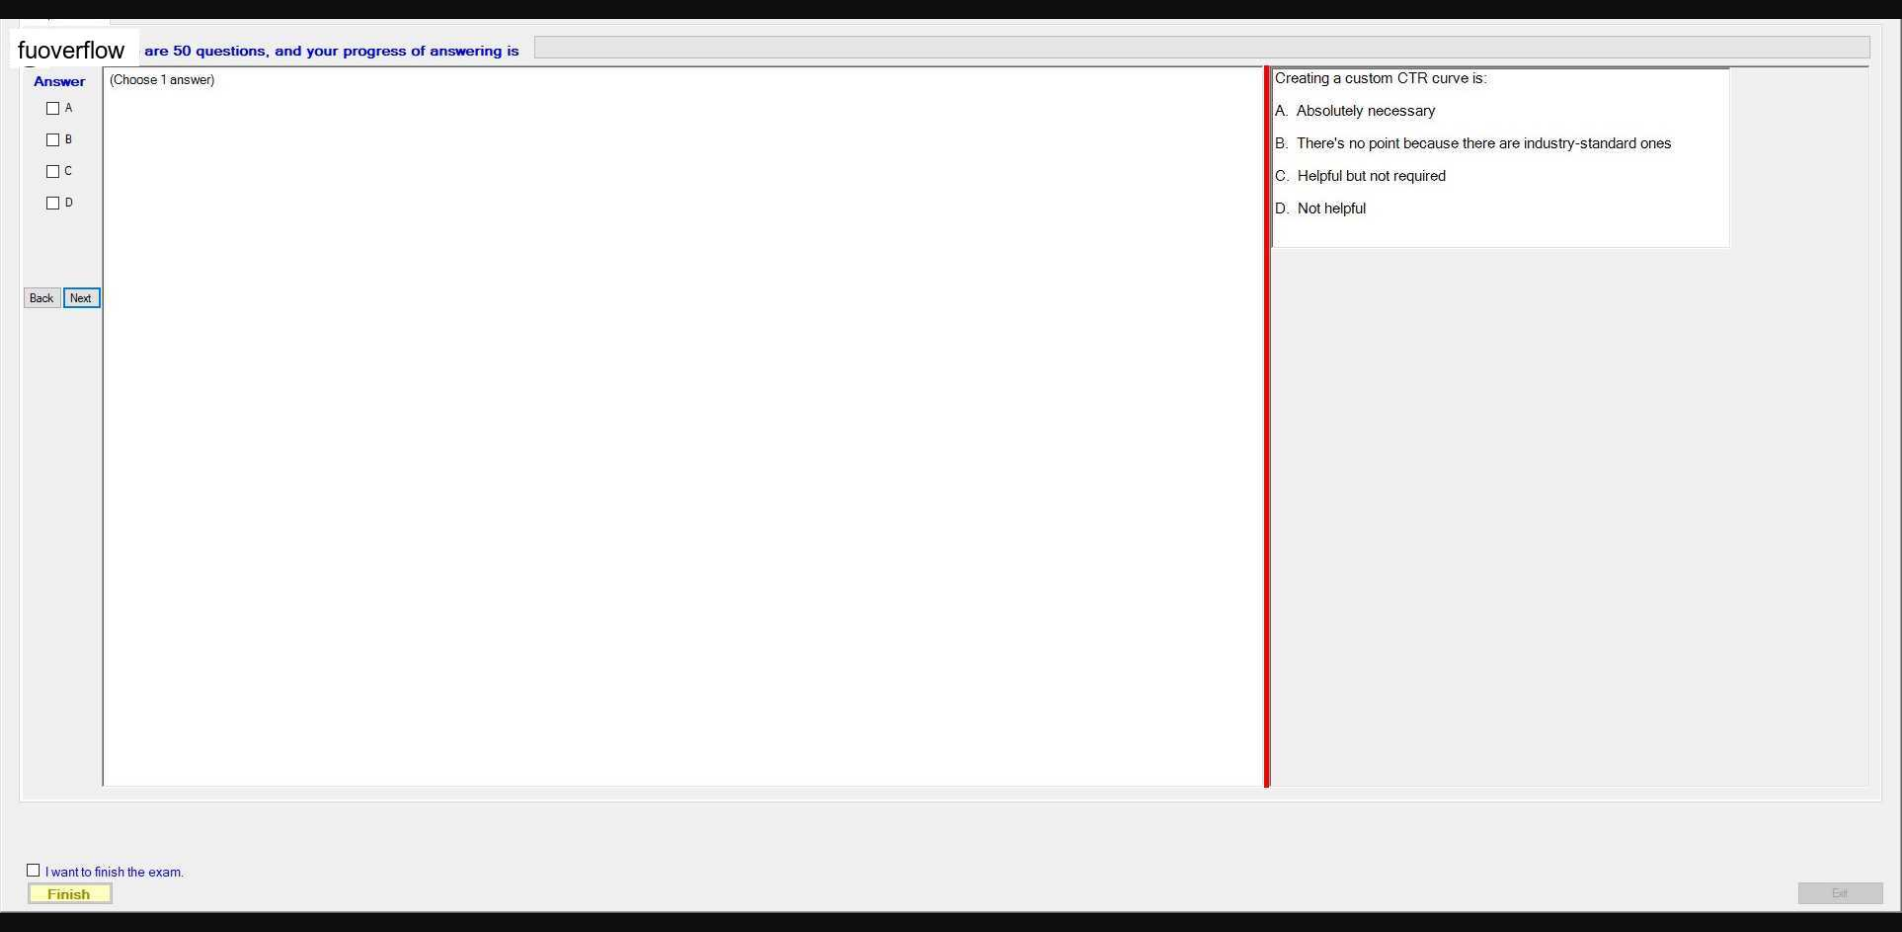 fuoverflow are 50 questions, and your progress of answering is
Answer
A
B
C
D
Back Next
(Choose 1 answer)
Creating a custom CTR curve is:
A. Absolutely necessary
B. There's no point because there are industry-standard ones
C. Helpful but not required
D. Not helpful
I want to finish the exam.
Finish
Exit